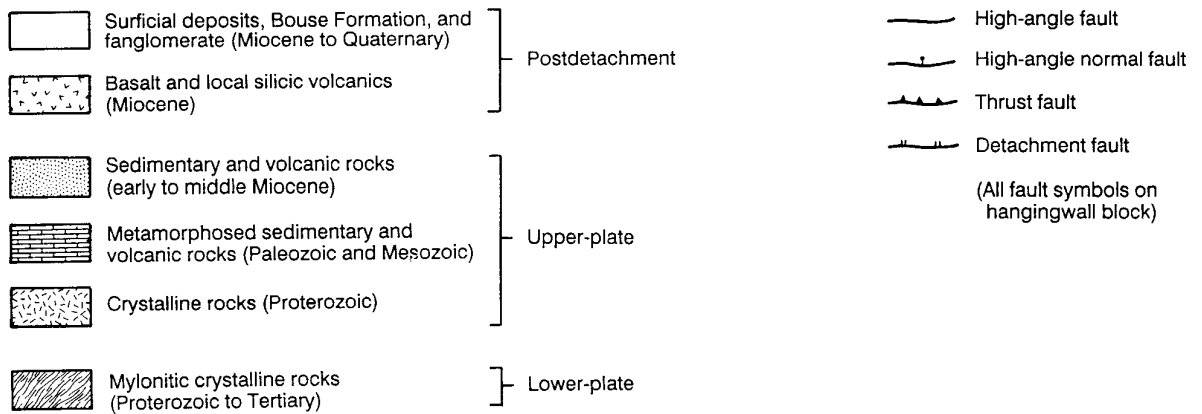 Surficial deposits, Bouse Formation, and
fanglomerate (Miocene to Quaternary)
Basalt and local silicic volcanics
(Miocene)
Postdetachment
Sedimentary and volcanic rocks
(early to middle Miocene)
Metamorphosed sedimentary and
volcanic rocks (Paleozoic and Mesozoic)
Crystalline rocks (Proterozoic)
Upper-plate
Mylonitic crystalline rocks
(Proterozoic to Tertiary)
Lower-plate
High-angle fault
High-angle normal fault
Thrust fault
Detachment fault
(All fault symbols on
hangingwall block)